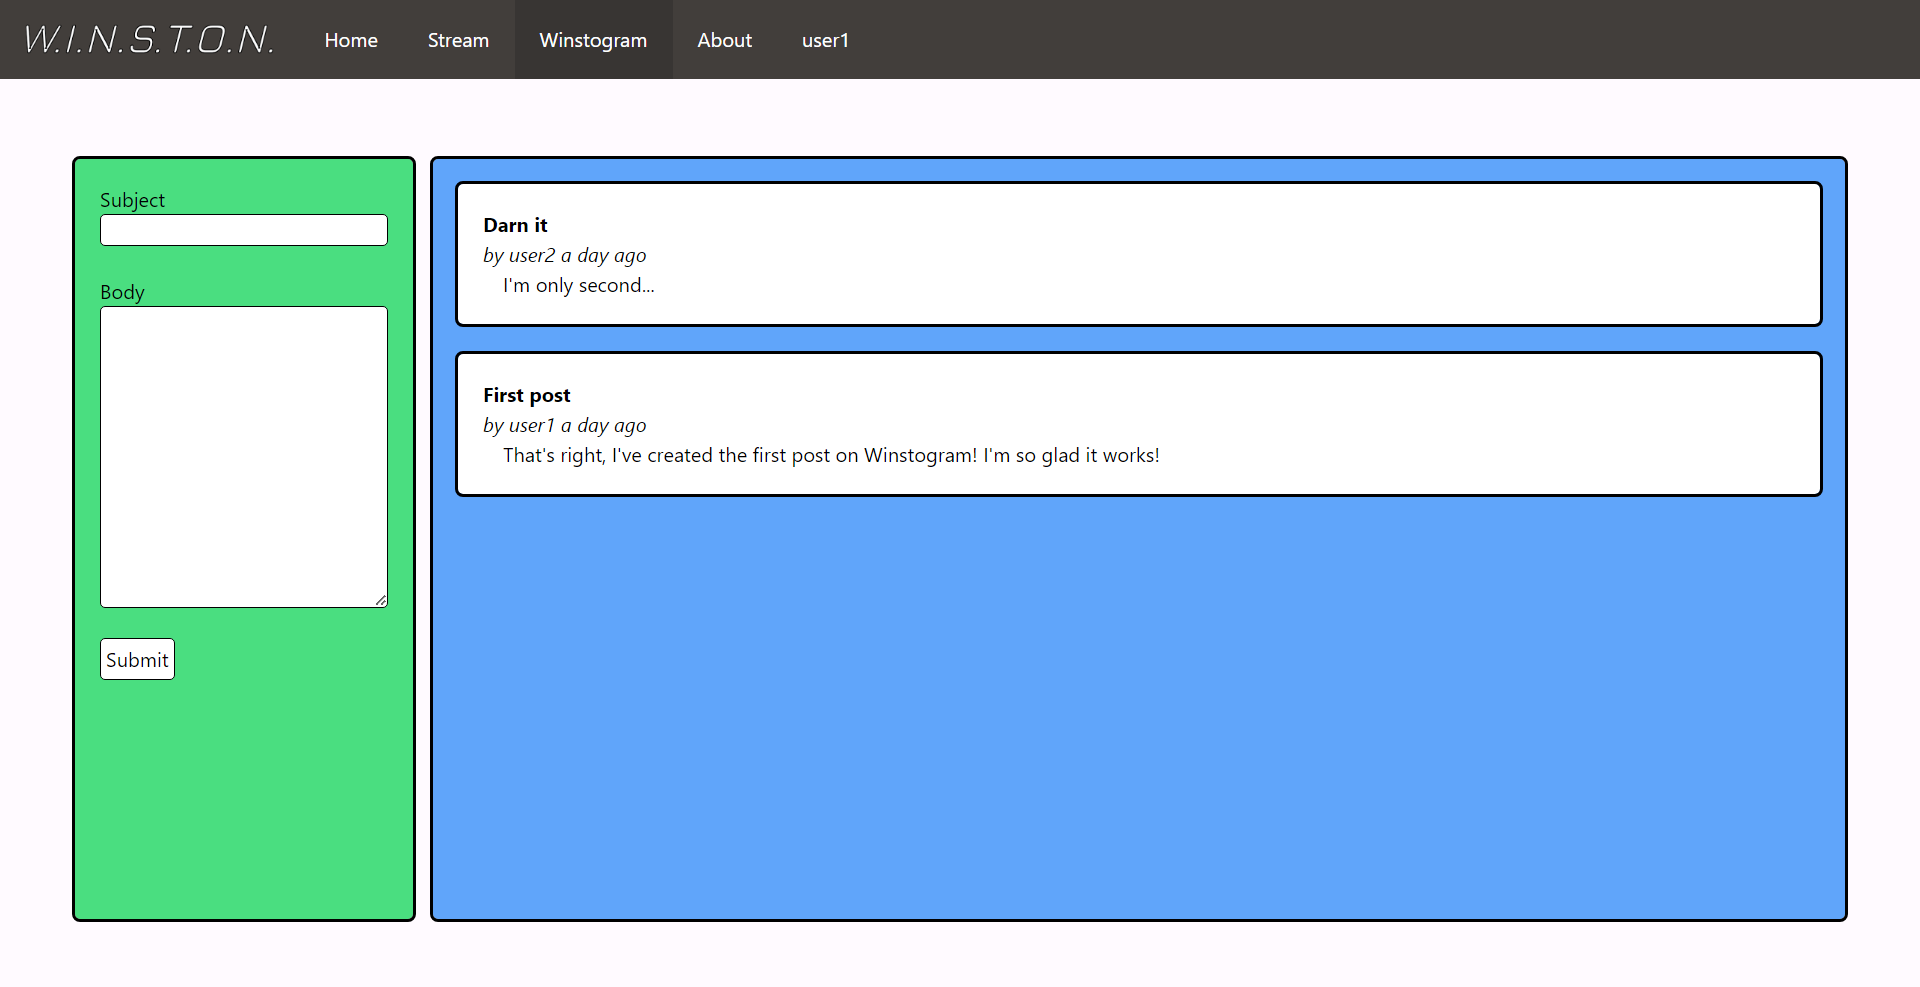 W.I.N.S.T.O.N. Home Stream Winstogram About user1
Subject
Body
Submit
Darn it
by user2 a day ago
I'm only second...
First post
by user1 a day ago
That's right, I've created the first post on Winstogram! I'm so glad it works!